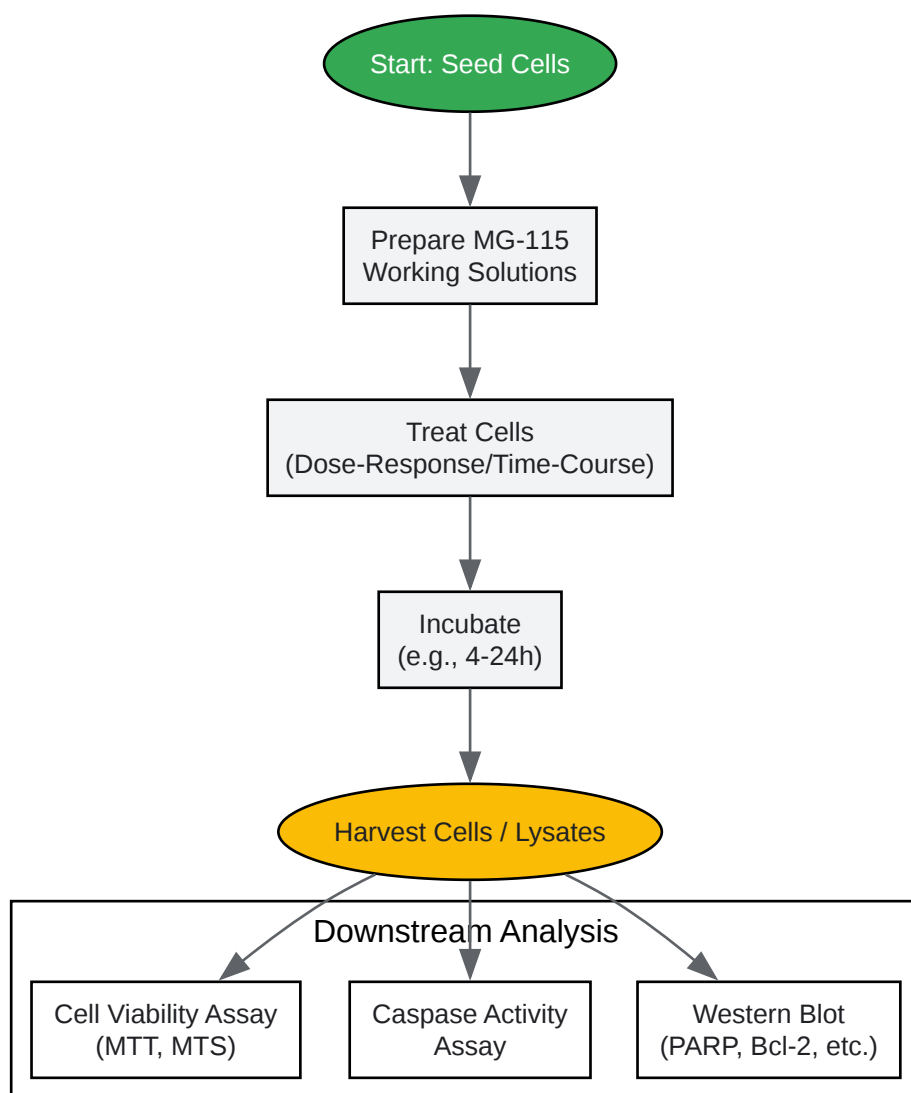 Start: Seed Cells
Prepare MG-115
Working Solutions
Treat Cells
(Dose-Response/Time-Course)
Incubate
(e.g., 4-24h)
Harvest Cells / Lysates
Downstream Analysis
Cell Viability Assay
(MTT, MTS)
Caspase Activity
Assay
Western Blot
(PARP, Bcl-2, etc.)